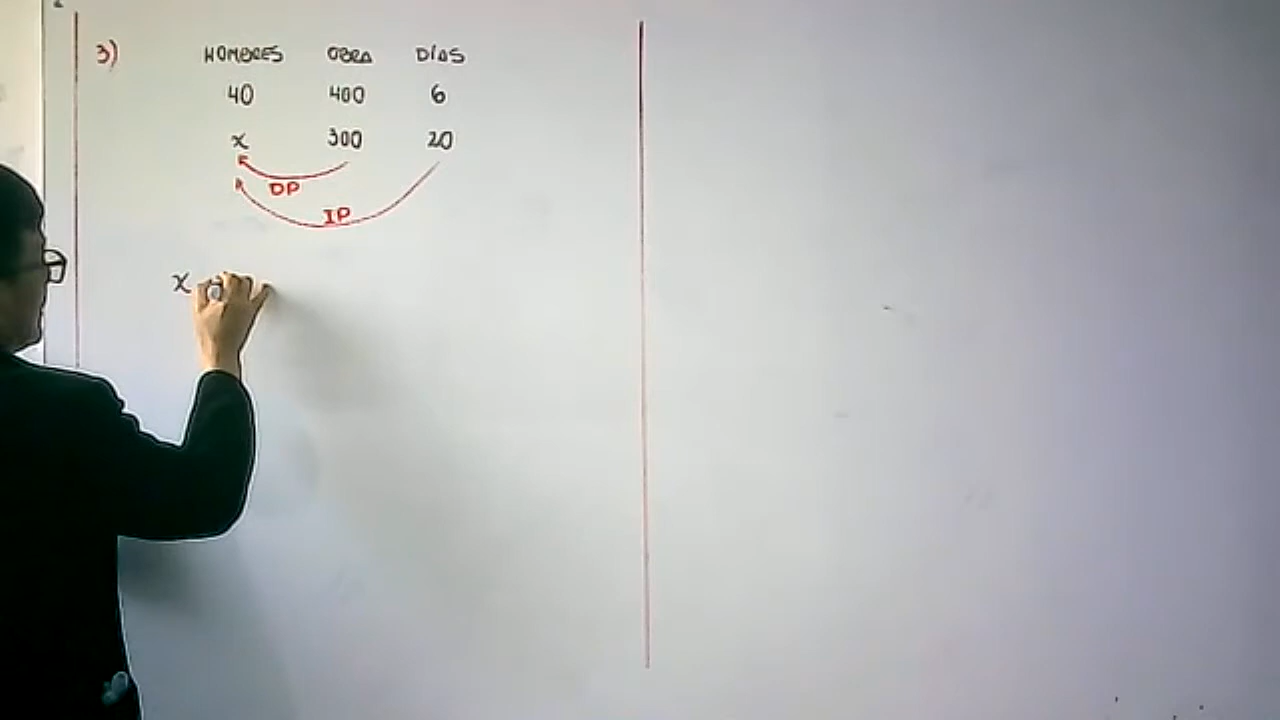 3) HOMBRES OBRA DÍAS
40 400 6
x 300 20
DP
IP
x